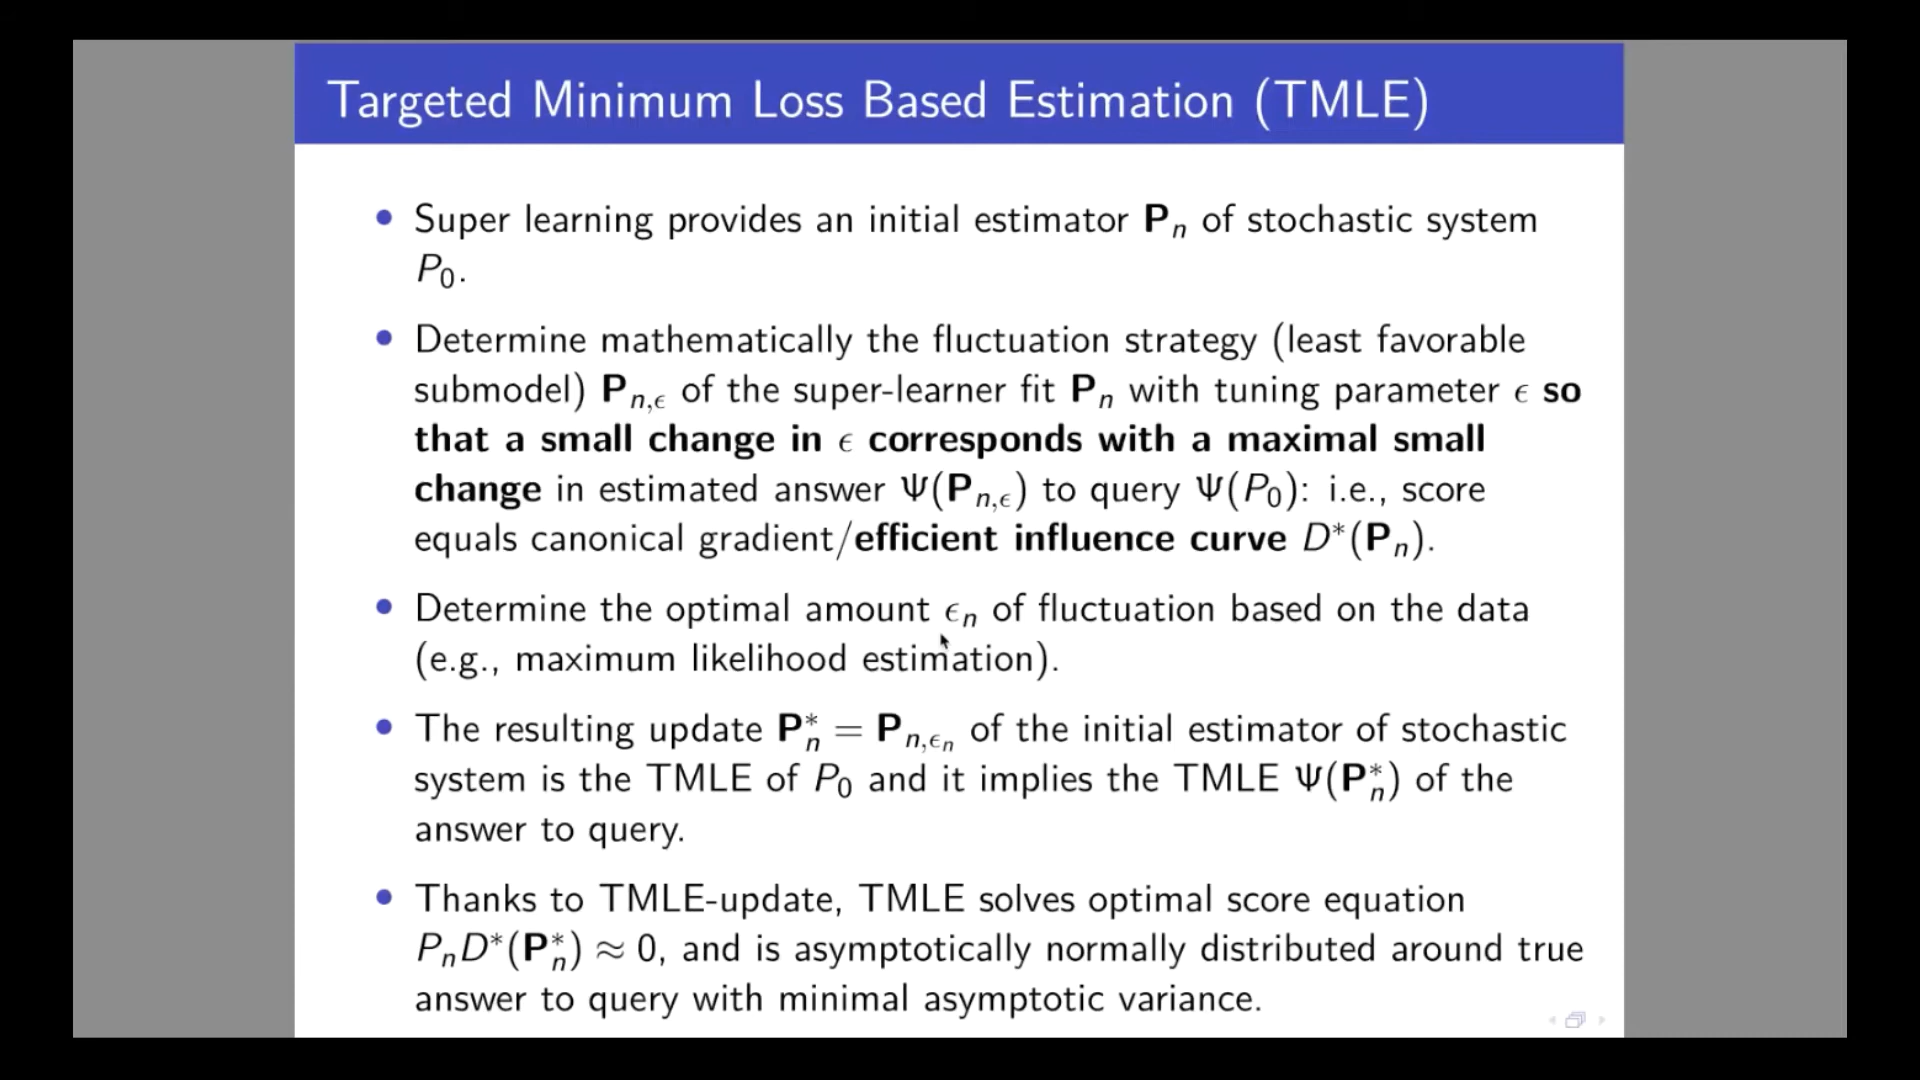 Targeted Minimum Loss Based Estimation (TMLE)
• Super learning provides an initial estimator 𝐏ₙ of stochastic system
P₀.
• Determine mathematically the fluctuation strategy (least favorable
submodel) 𝐏_{n,ϵ} of the super-learner fit 𝐏ₙ with tuning parameter ϵ so
that a small change in ϵ corresponds with a maximal small
change in estimated answer Ψ(𝐏_{n,ϵ}) to query Ψ(P₀): i.e., score
equals canonical gradient/efficient influence curve D*(𝐏ₙ).
• Determine the optimal amount ϵₙ of fluctuation based on the data
(e.g., maximum likelihood estimation).
• The resulting update 𝐏*ₙ = 𝐏_{n,ϵₙ} of the initial estimator of stochastic
system is the TMLE of P₀ and it implies the TMLE Ψ(𝐏*ₙ) of the
answer to query.
• Thanks to TMLE-update, TMLE solves optimal score equation
PₙD*(𝐏*ₙ) ≈ 0, and is asymptotically normally distributed around true
answer to query with minimal asymptotic variance.